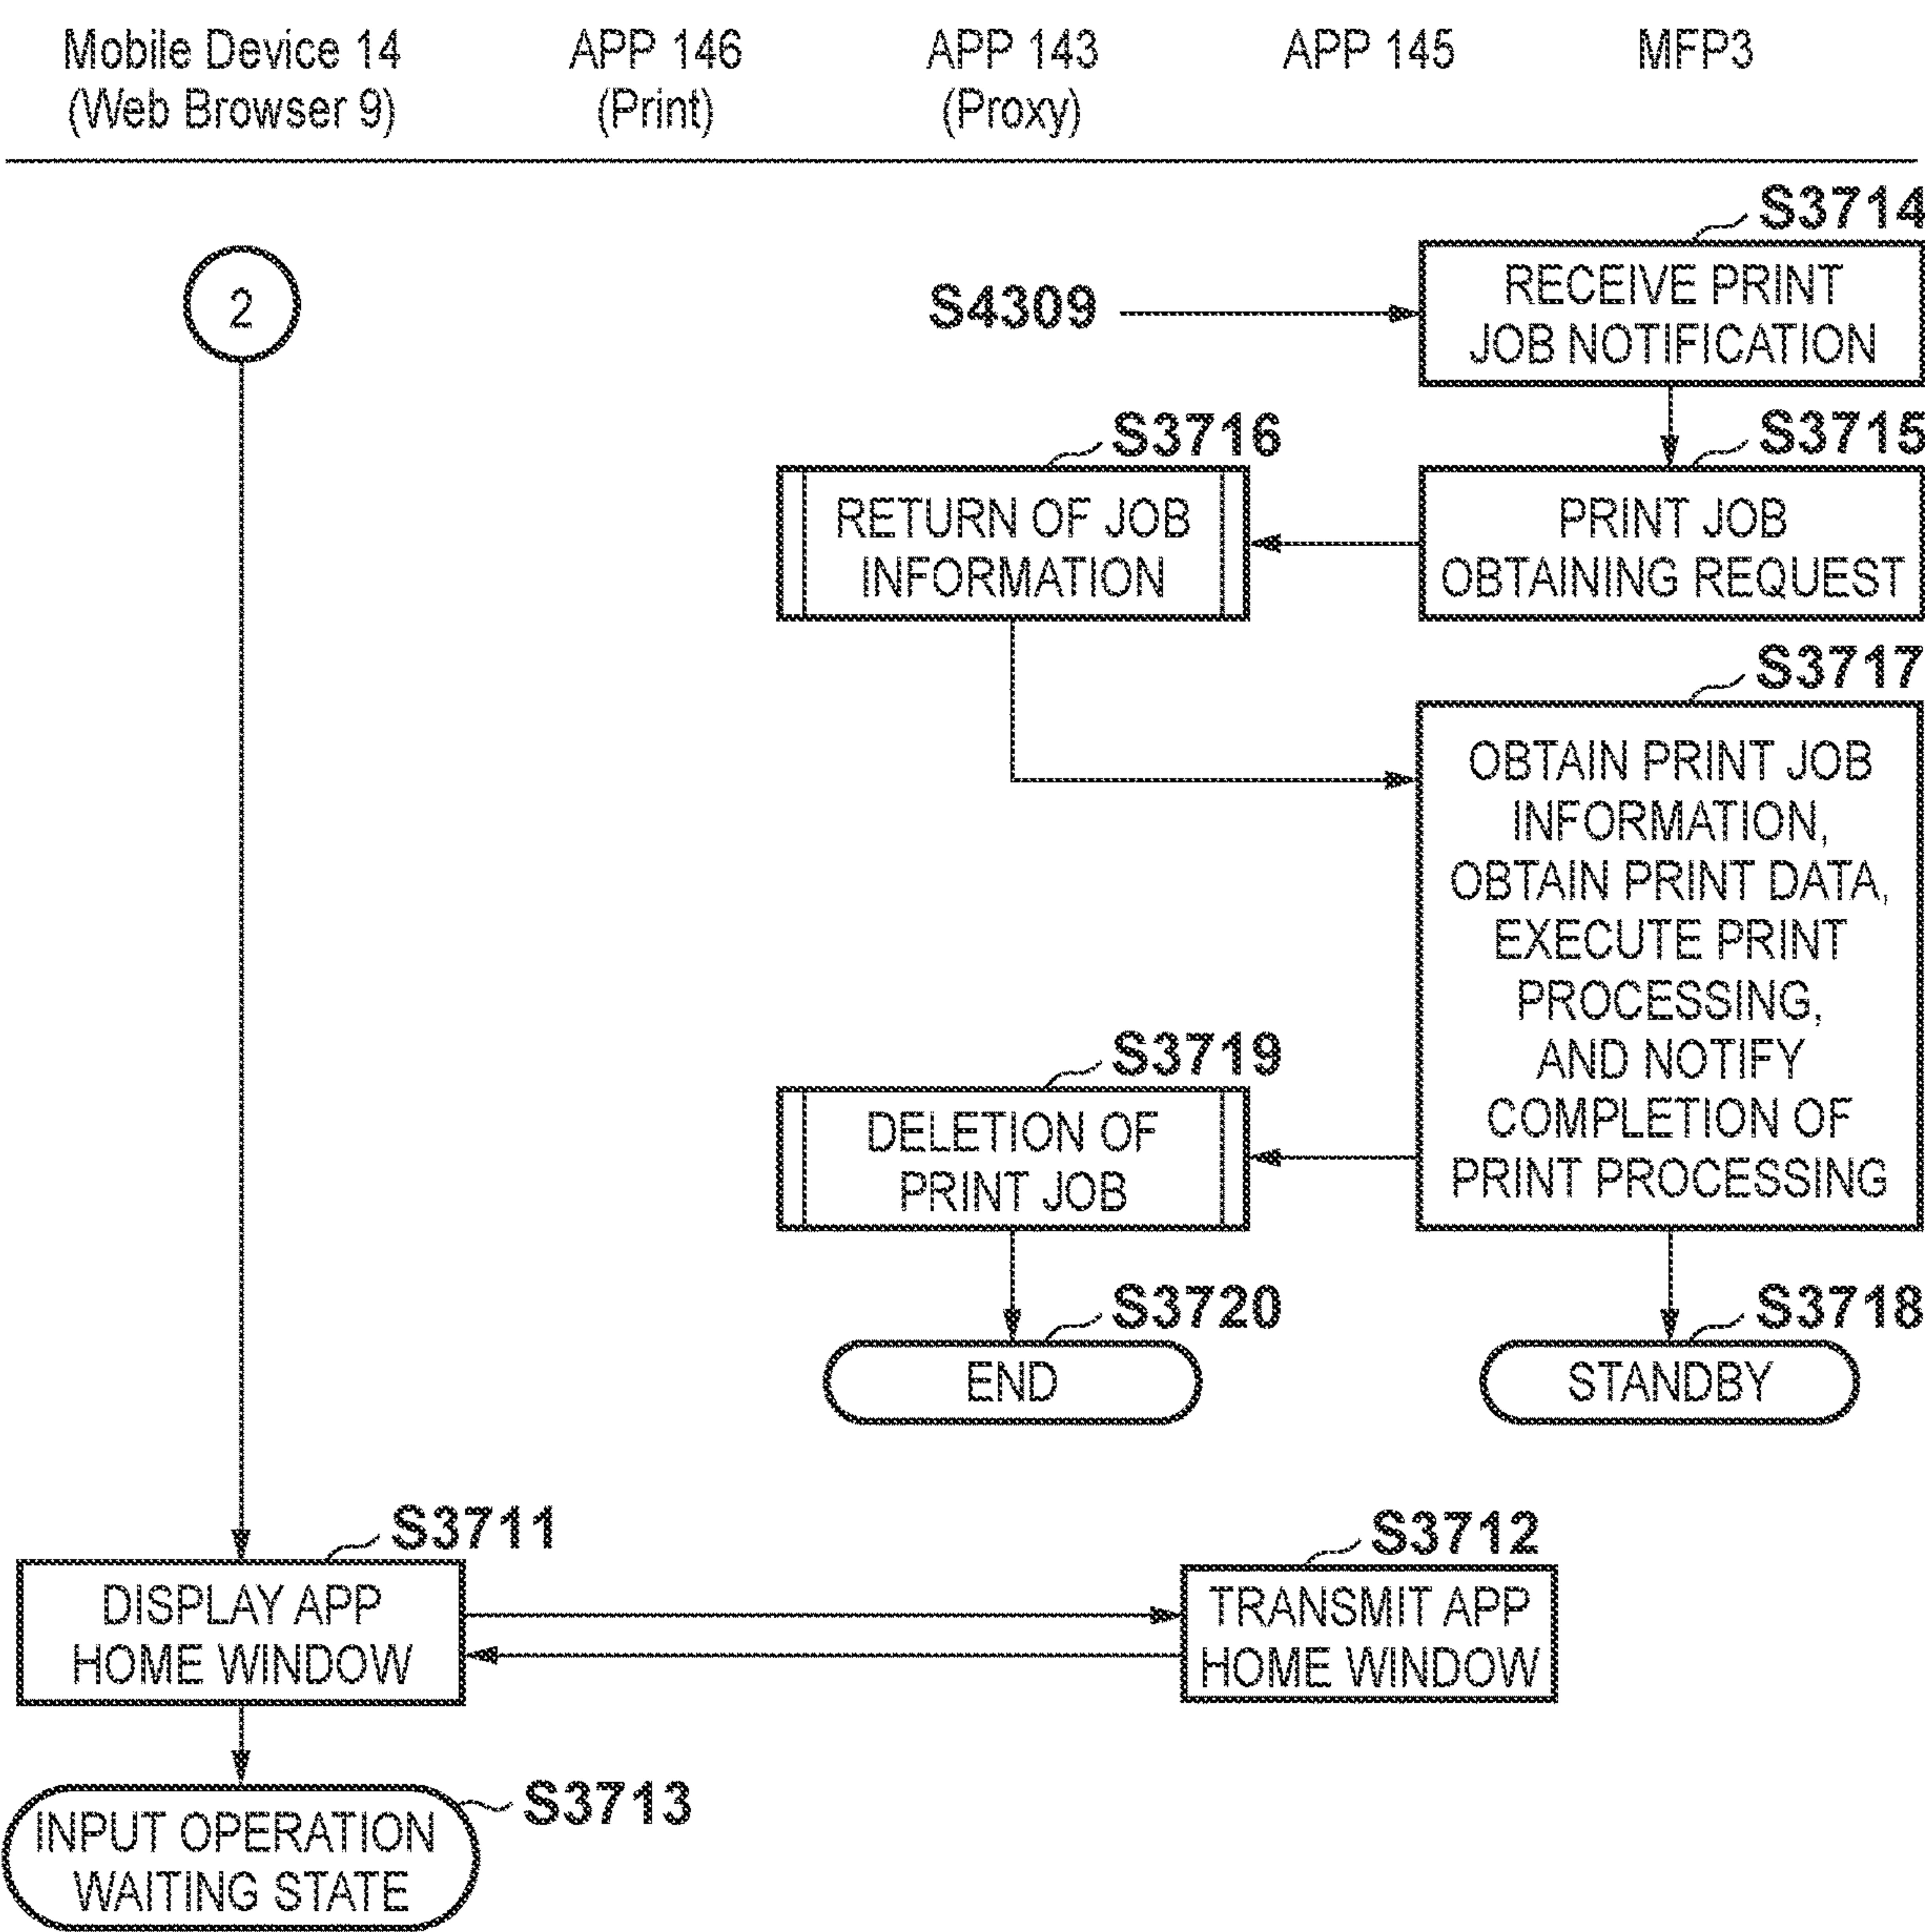 Mobile Device 14
(Web Browser 9)
APP 146
(Print)
APP 143
(Proxy)
APP 145
MFP3
2
S4309
S3714
RECEIVE PRINT
JOB NOTIFICATION
S3716
RETURN OF JOB
INFORMATION
S3715
PRINT JOB
OBTAINING REQUEST
S3717
OBTAIN PRINT JOB
INFORMATION,
OBTAIN PRINT DATA,
EXECUTE PRINT
PROCESSING,
AND NOTIFY
COMPLETION OF
PRINT PROCESSING
S3719
DELETION OF
PRINT JOB
S3720
END
S3718
STANDBY
S3711
DISPLAY APP
HOME WINDOW
S3712
TRANSMIT APP
HOME WINDOW
S3713
INPUT OPERATION
WAITING STATE